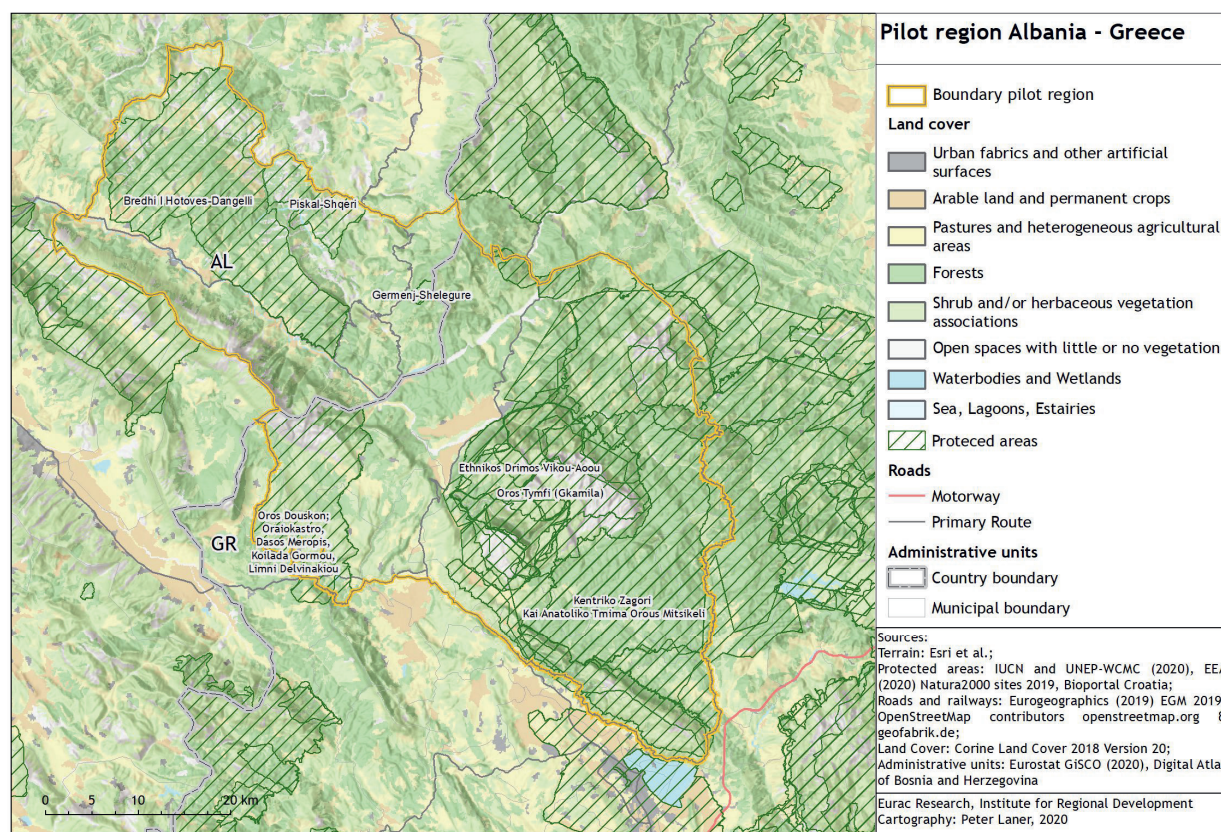 Pilot region Albania - Greece
Boundary pilot region
Land cover
Urban fabrics and other artificial
surfaces
Arable land and permanent crops
Pastures and heterogeneous agricultural
areas
Forests
Shrub and/or herbaceous vegetation
associations
Open spaces with little or no vegetation
Waterbodies and Wetlands
Sea, Lagoons, Estairies
Proteced areas
Roads
Motorway
Primary Route
Administrative units
Country boundary
Municipal boundary
Sources:
Terrain: Esri et al.;
Protected areas: IUCN and UNEP-WCMC (2020), EEA
(2020) Natura2000 sites 2019, Bioportal Croatia;
Roads and railways: Eurogeographics (2019) EGM 2019
OpenStreetMap contributors openstreetmap.org &
geofabrik.de;
Land Cover: Corine Land Cover 2018 Version 20;
Administrative units: Eurostat GiSCO (2020), Digital Atla
of Bosnia and Herzegovina
Eurac Research, Institute for Regional Development
Cartography: Peter Laner, 2020
Bredhi I Hotoves-Dangelli
Piskal-Shqeri
AL
Germenj-Shelegure
Ethnikos Drimos Vikou-Aoou
Oros Tymfi (Gkamila)
GR
Oros Douskon;
Oraiokastro,
Dasos Meropis,
Koilada Gormou,
Limni Delvinakiou
Kentriko Zagori
Kai Anatoliko Tmima Orous Mitsikeli
0 5 10 20 km